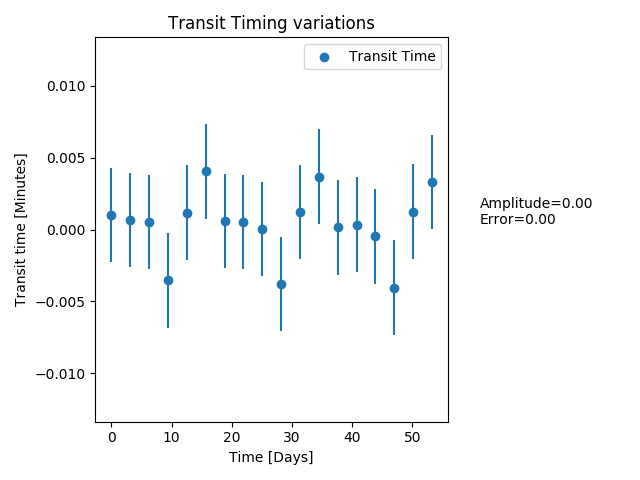 Transit Timing variations
Transit Time
0.010
0.005
0.000
−0.005
−0.010
Transit time [Minutes]
Amplitude=0.00
Error=0.00
0 10 20 30 40 50
Time [Days]